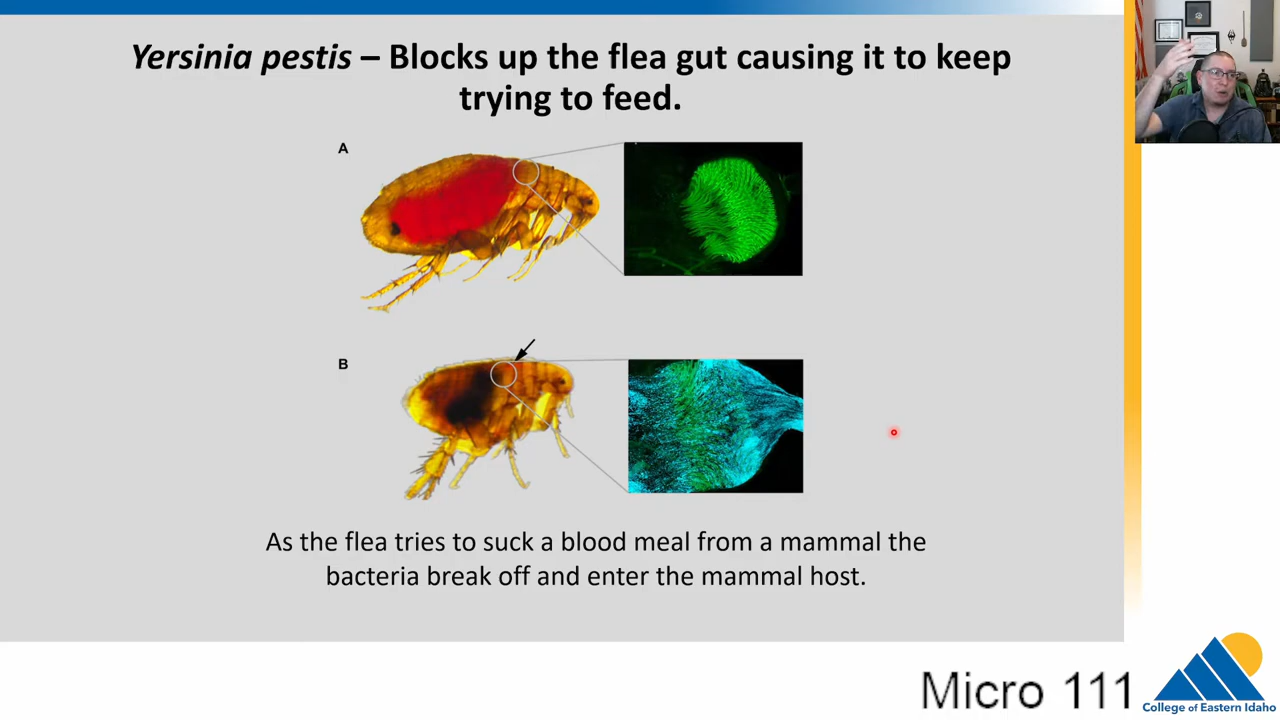 Yersinia pestis – Blocks up the flea gut causing it to keep
trying to feed.
A
B
As the flea tries to suck a blood meal from a mammal the
bacteria break off and enter the mammal host.
Micro 111
College of Eastern Idaho